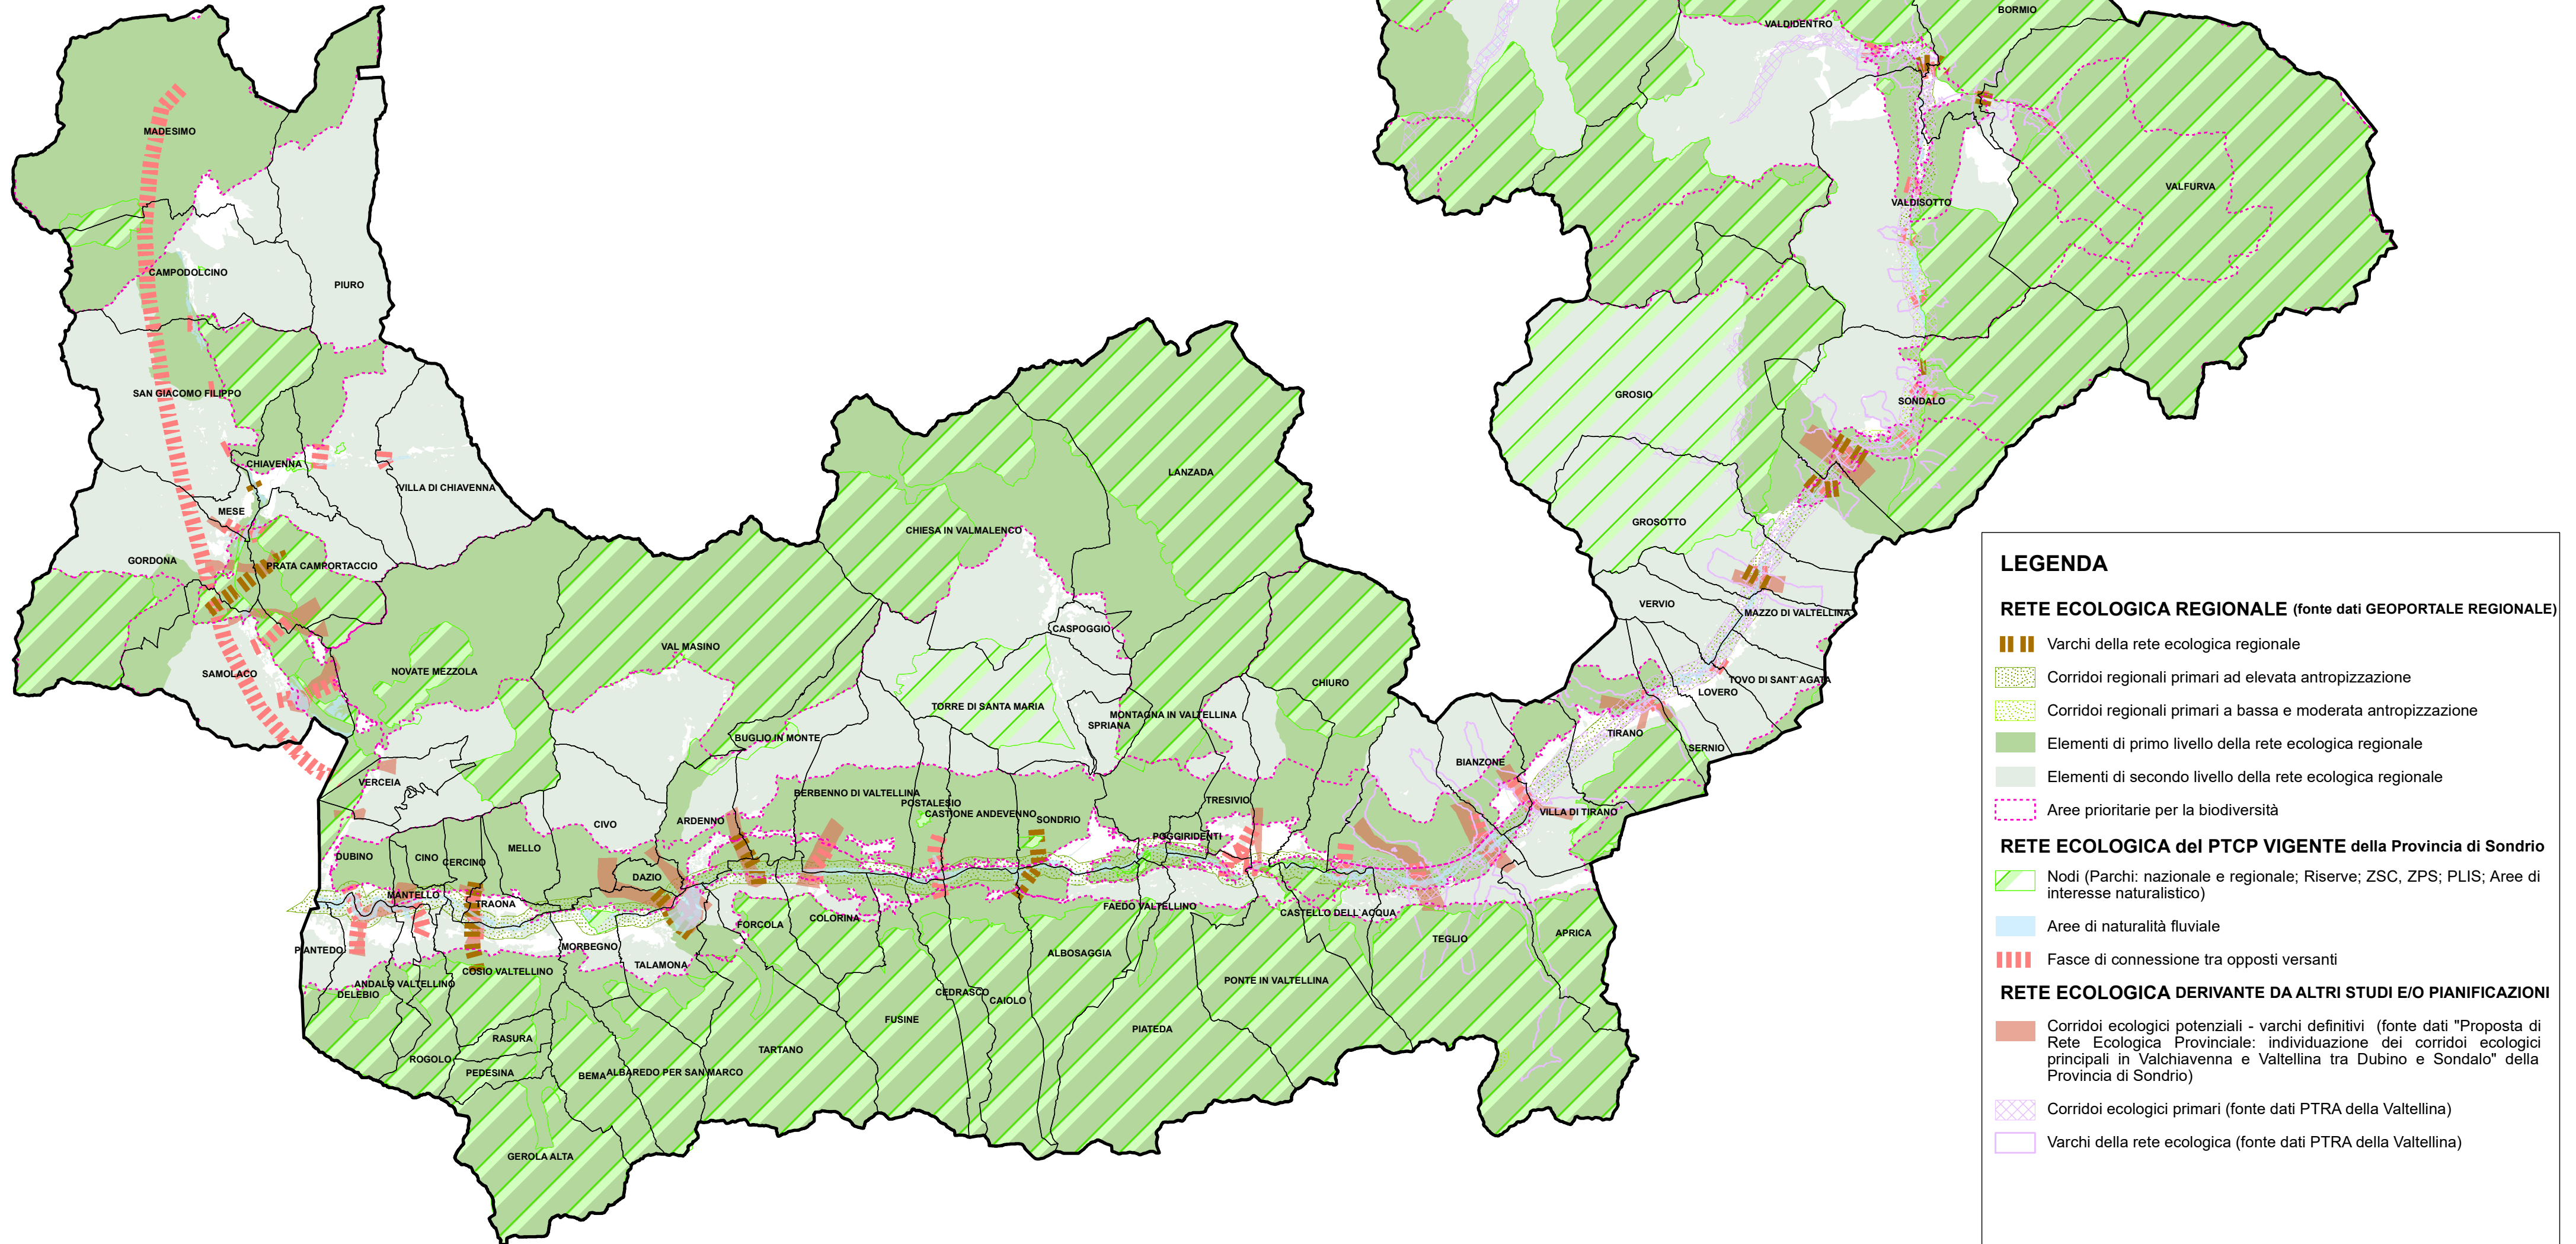 BORMIO
VALDIDENTRO
MADESIMO
VALFURVA
VALDISOTTO
CAMPODOLCINO
PIURO
SAN GIACOMO FILIPPO
GROSIO
SONDALO
CHIAVENNA
LANZADA
VILLA DI CHIAVENNA
MESE
GROSOTTO
CHIESA IN VALMALENCO
GORDONA
PRATA CAMPORTACCIO
VERVIO
MAZZO DI VALTELLINA
CASPOGGIO
VAL MASINO
NOVATE MEZZOLA
SAMOLACO
CHIURO
TOVO DI SANT`AGATA
LOVERO
TORRE DI SANTA MARIA
MONTAGNA IN VALTELLINA
SPRIANA
TIRANO
BUGLIO IN MONTE
SERNIO
BIANZONE
VERCEIA
BERBENNO DI VALTELLINA
POSTALESIO
TRESIVIO
CASTIONE ANDEVENNO
SONDRIO
VILLA DI TIRANO
ARDENNO
CIVO
POGGIRIDENTI
MELLO
DUBINO
CINO
CERCINO
DAZIO
MANTELLO
TRAONA
FAEDO VALTELLINO
CASTELLO DELL`ACQUA
COLORINA
FORCOLA
APRICA
TEGLIO
PIANTEDO
MORBEGNO
ALBOSAGGIA
TALAMONA
COSIO VALTELLINO
PONTE IN VALTELLINA
ANDALO VALTELLINO
DELEBIO
CEDRASCO
CAIOLO
FUSINE
PIATEDA
RASURA
TARTANO
ROGOLO
PEDESINA
BEMA
ALBAREDO PER SAN MARCO
GEROLA ALTA
LEGENDA
RETE ECOLOGICA REGIONALE (fonte dati GEOPORTALE REGIONALE)
Varchi della rete ecologica regionale
Corridoi regionali primari ad elevata antropizzazione
Corridoi regionali primari a bassa e moderata antropizzazione
Elementi di primo livello della rete ecologica regionale
Elementi di secondo livello della rete ecologica regionale
Aree prioritarie per la biodiversità
RETE ECOLOGICA del PTCP VIGENTE della Provincia di Sondrio
Nodi (Parchi: nazionale e regionale; Riserve; ZSC, ZPS; PLIS; Aree di
interesse naturalistico)
Aree di naturalità fluviale
Fasce di connessione tra opposti versanti
RETE ECOLOGICA DERIVANTE DA ALTRI STUDI E/O PIANIFICAZIONI
Corridoi ecologici potenziali - varchi definitivi (fonte dati "Proposta di
Rete Ecologica Provinciale: individuazione dei corridoi ecologici
principali in Valchiavenna e Valtellina tra Dubino e Sondalo" della
Provincia di Sondrio)
Corridoi ecologici primari (fonte dati PTRA della Valtellina)
Varchi della rete ecologica (fonte dati PTRA della Valtellina)